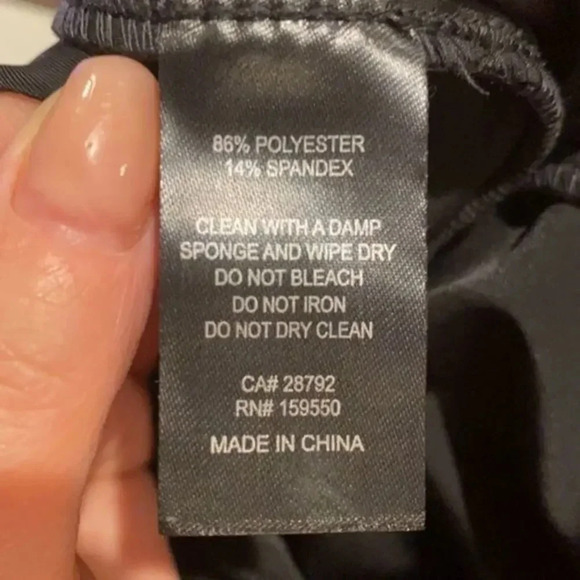 86% POLYESTER
14% SPANDEX
CLEAN WITH A DAMP
SPONGE AND WIPE DRY
DO NOT BLEACH
DO NOT IRON
DO NOT DRY CLEAN
CA# 28792
RN# 159550
MADE IN CHINA